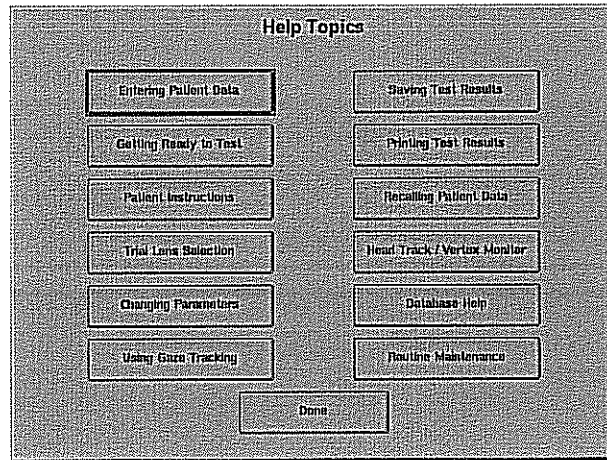 Help Topics
Entering Patient Data
Saving Test Results
Getting Ready to Test
Printing Test Results
Patient Instructions
Recalling Patient Data
Trial Lens Selection
Head Track / Vertex Monitor
Changing Parameters
Database Help
Using Gaze Tracking
Routine Maintenance
Done